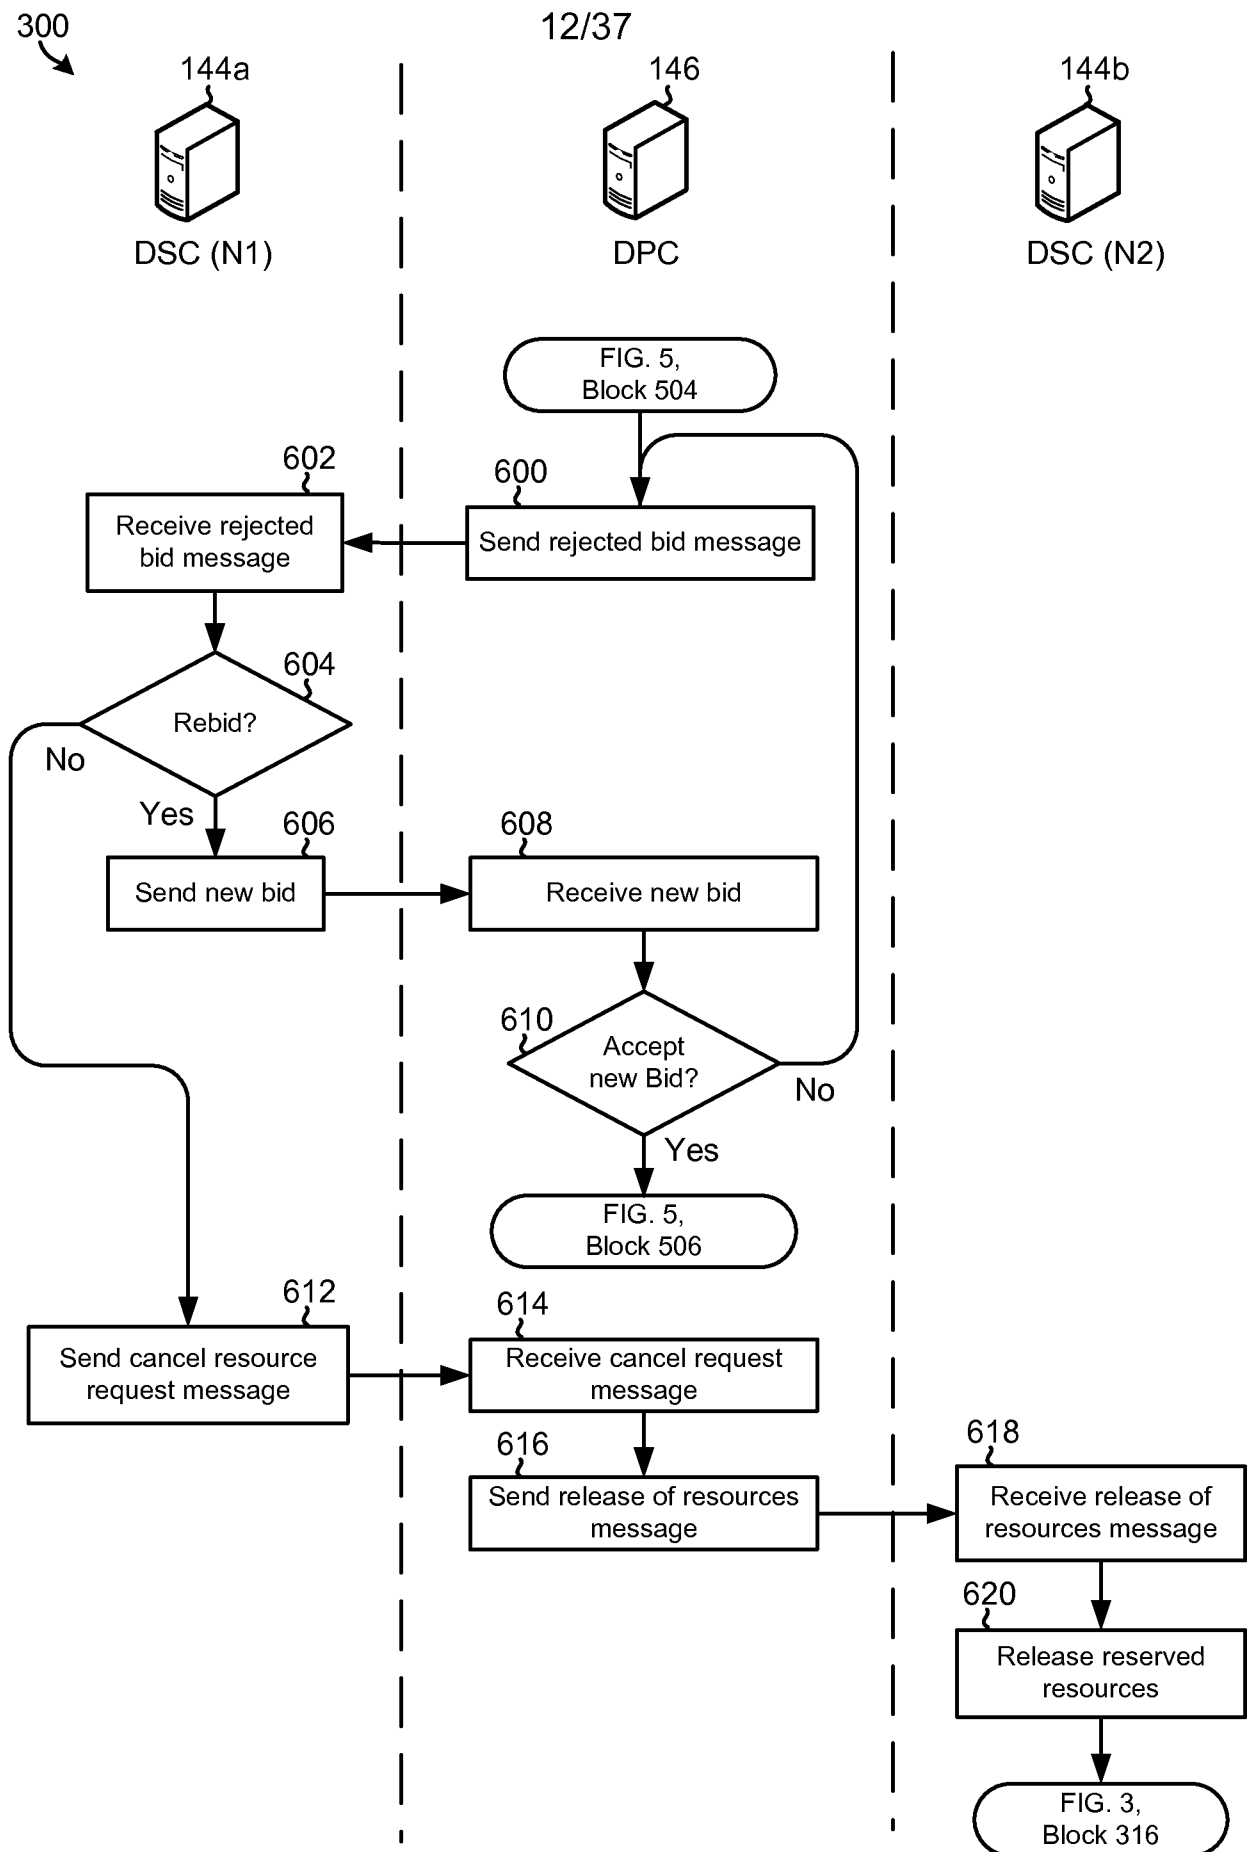 300
12/37
144a
146
144b
DSC (N1)
DPC
DSC (N2)
FIG. 5,
Block 504
602
600
Receive rejected
bid message
Send rejected bid message
604
Rebid?
No
Yes
606
608
Send new bid
Receive new bid
610
Accept
new Bid?
No
Yes
FIG. 5,
Block 506
612
614
Send cancel resource
request message
Receive cancel request
message
616
618
Send release of resources
message
Receive release of
resources message
620
Release reserved
resources
FIG. 3,
Block 316